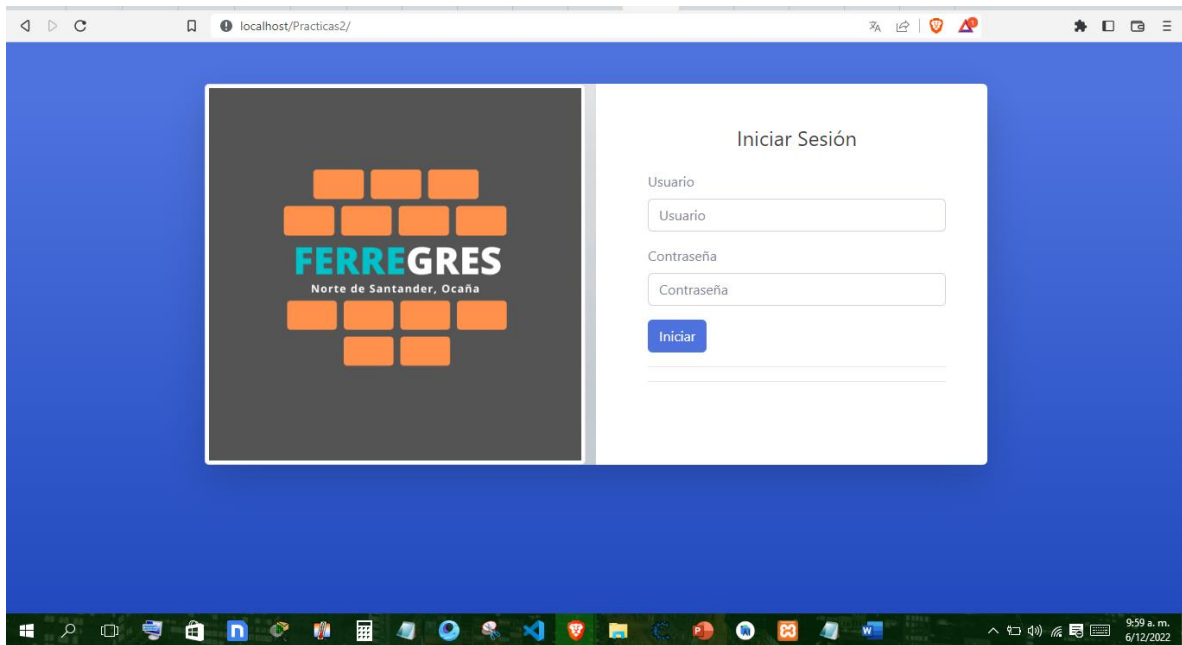 localhost/Practicas2/
Iniciar Sesión
Usuario
Usuario
Contraseña
Contraseña
Iniciar
FERREGRES
Norte de Santander, Ocaña
9:59 a. m.
6/12/2022